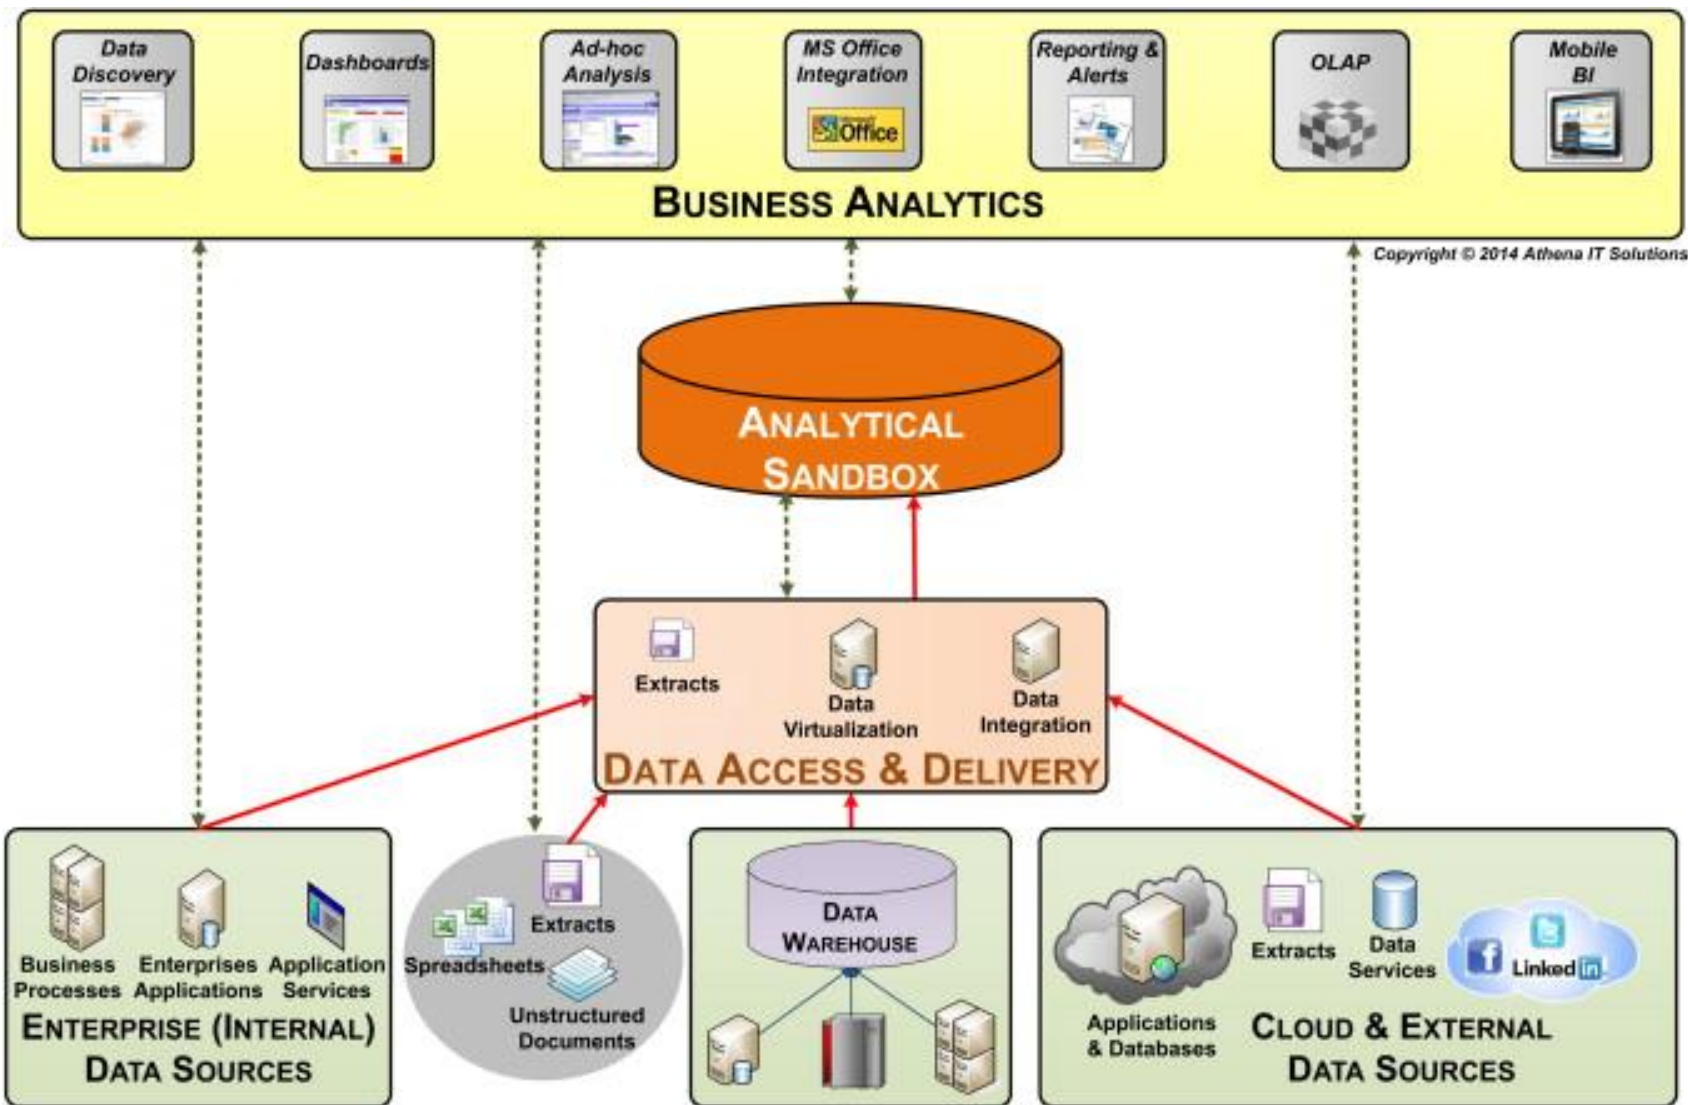 Data
Discovery
Dashboards
Ad-hoc
Analysis
MS Office
Integration
Microsoft
Office
Reporting &
Alerts
OLAP
Mobile
BI
BUSINESS ANALYTICS
Copyright © 2014 Athena IT Solutions
ANALYTICAL
SANDBOX
Extracts
Data
Virtualization
Data
Integration
DATA ACCESS & DELIVERY
Business
Processes
Enterprises
Applications
Application
Services
ENTERPRISE (INTERNAL)
DATA SOURCES
Extracts
Spreadsheets
Unstructured
Documents
DATA
WAREHOUSE
Applications
& Databases
Extracts
Data
Services
Linked in
CLOUD & EXTERNAL
DATA SOURCES